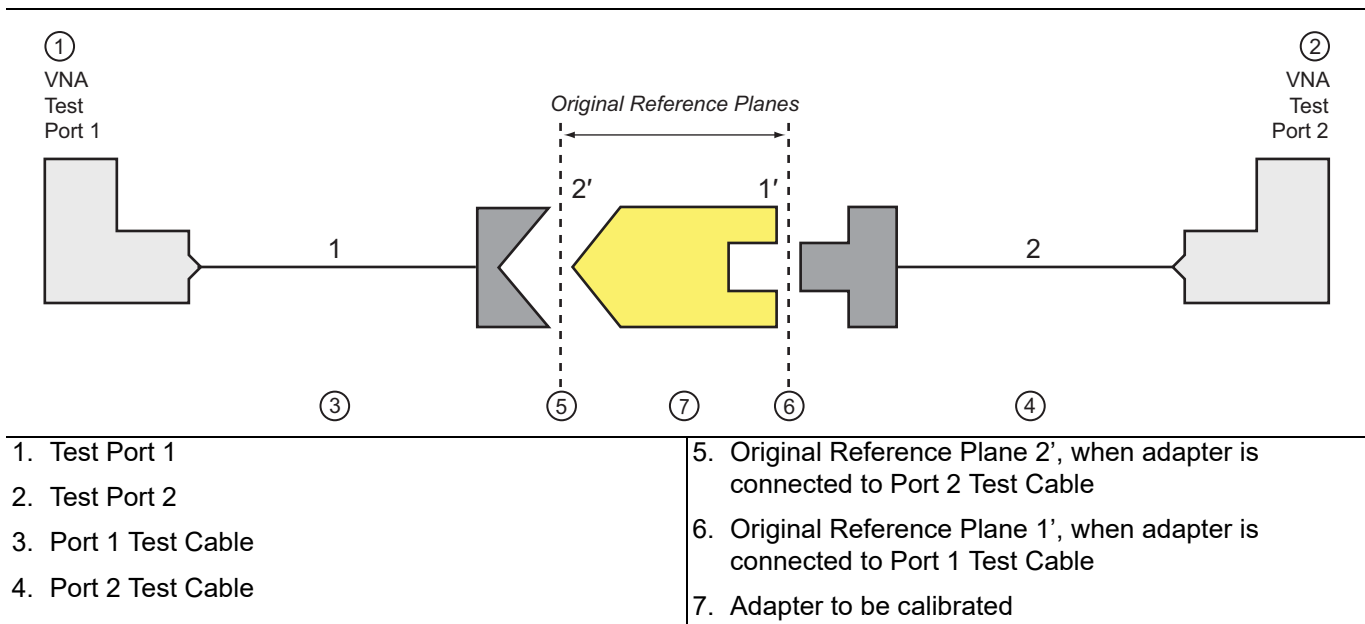 ①
VNA
Test
Port 1
②
VNA
Test
Port 2
Original Reference Planes
2′
1′
1
2
③
⑤
⑦
⑥
④
1. Test Port 1
2. Test Port 2
3. Port 1 Test Cable
4. Port 2 Test Cable
5. Original Reference Plane 2’, when adapter is
connected to Port 2 Test Cable
6. Original Reference Plane 1’, when adapter is
connected to Port 1 Test Cable
7. Adapter to be calibrated